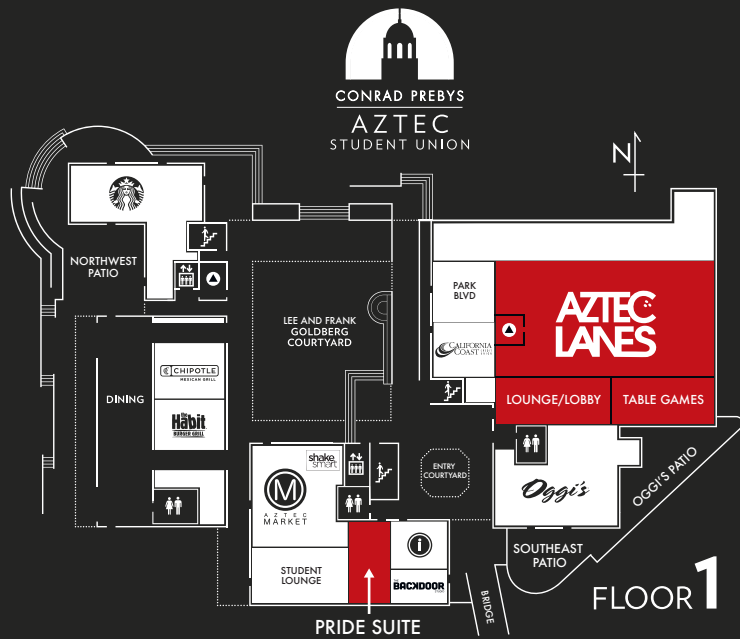 CONRAD PREBYS
AZTEC
STUDENT UNION
N
NORTHWEST
PATIO
LEE AND FRANK
GOLDBERG
COURTYARD
PARK
BLVD
AZTEC
LANES
CALIFORNIA
COAST
CHIPOTLE
MEXICAN GRILL
DINING
the
Habit
BURGER GRILL
LOUNGE/LOBBY
TABLE GAMES
shake
smart
M
AZTEC
MARKET
ENTRY
COURTYARD
Oggi's
OGGI'S PATIO
i
SOUTHEAST
PATIO
STUDENT
LOUNGE
THE
BACKDOOR
BRIDGE
FLOOR 1
PRIDE SUITE